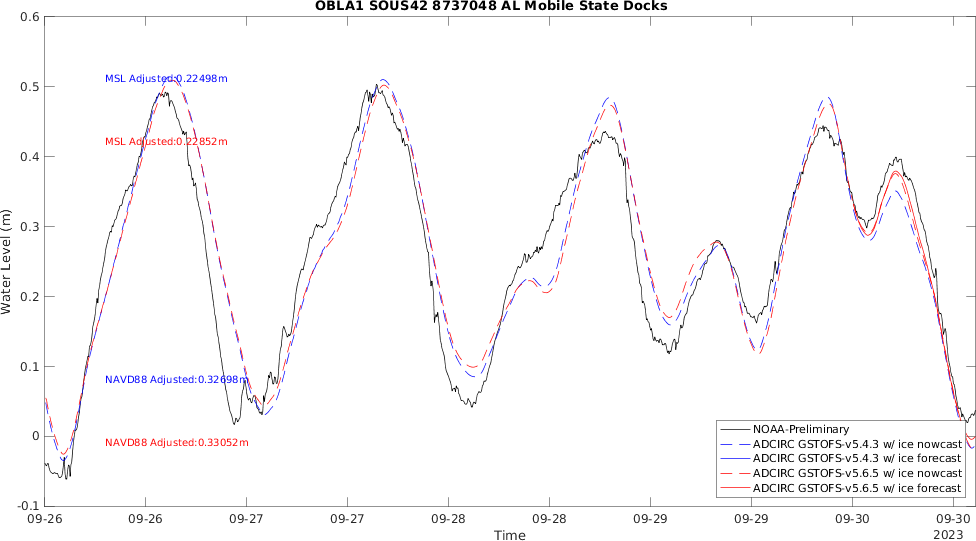 OBLA1 SOUS42 8737048 AL Mobile State Docks
0.6
0.5
0.4
0.3
0.2
0.1
0
-0.1
Water Level (m)
MSL Adjusted:0.22498m
MSL Adjusted:0.22852m
NAVD88 Adjusted:0.32698m
NAVD88 Adjusted:0.33052m
NOAA-Preliminary
ADCIRC GSTOFS-v5.4.3 w/ ice nowcast
ADCIRC GSTOFS-v5.4.3 w/ ice forecast
ADCIRC GSTOFS-v5.6.5 w/ ice nowcast
ADCIRC GSTOFS-v5.6.5 w/ ice forecast
09-26 09-26 09-27 09-27 09-28 09-28 09-29 09-29 09-30 09-30
2023
Time